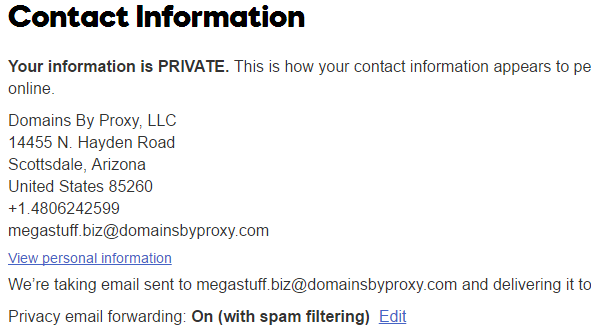 Contact Information
Your information is PRIVATE. This is how your contact information appears to pe
online.
Domains By Proxy, LLC
14455 N. Hayden Road
Scottsdale, Arizona
United States 85260
+1.4806242599
megastuff.biz@domainsbyproxy.com
View personal information
We're taking email sent to megastuff.biz@domainsbyproxy.com and delivering it to
Privacy email forwarding: On (with spam filtering) Edit